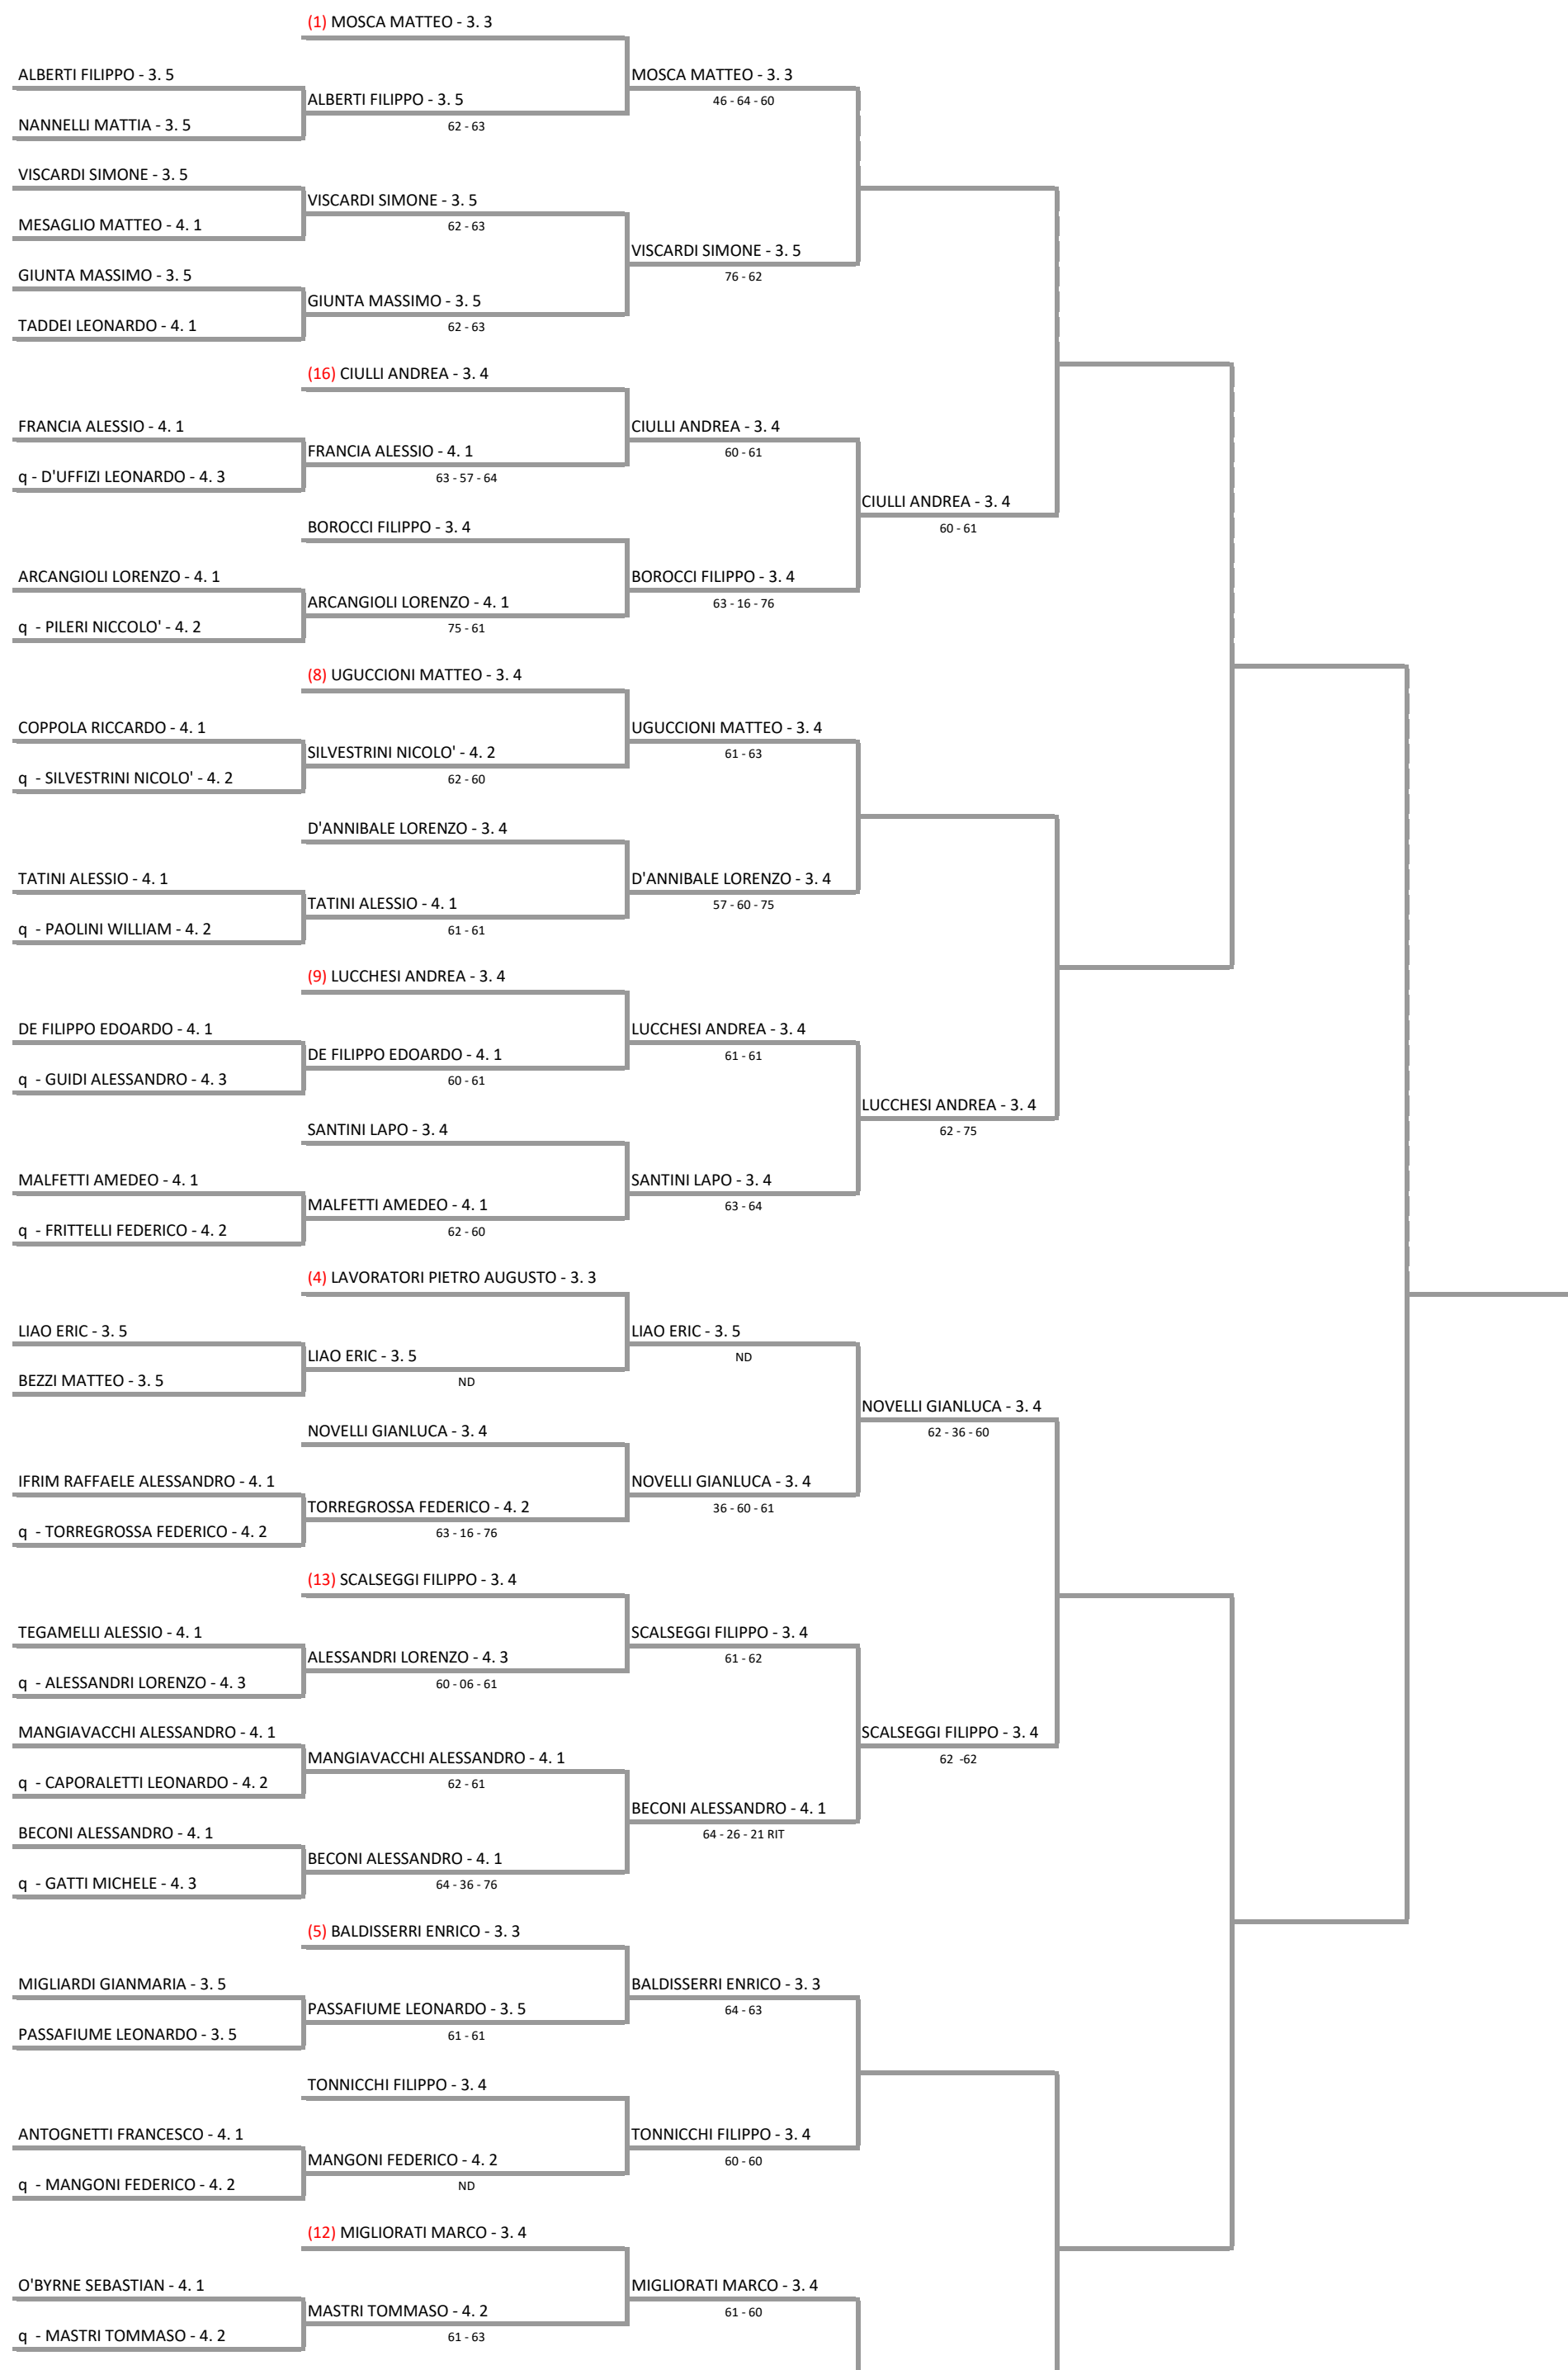 (1) MOSCA MATTEO - 3. 3
ALBERTI FILIPPO - 3. 5
MOSCA MATTEO - 3. 3
ALBERTI FILIPPO - 3. 5
46 - 64 - 60
NANNELLI MATTIA - 3. 5
62 - 63
VISCARDI SIMONE - 3. 5
VISCARDI SIMONE - 3. 5
MESAGLIO MATTEO - 4. 1
62 - 63
VISCARDI SIMONE - 3. 5
GIUNTA MASSIMO - 3. 5
76 - 62
GIUNTA MASSIMO - 3. 5
TADDEI LEONARDO - 4. 1
62 - 63
(16) CIULLI ANDREA - 3. 4
FRANCIA ALESSIO - 4. 1
CIULLI ANDREA - 3. 4
FRANCIA ALESSIO - 4. 1
60 - 61
q - D'UFFIZI LEONARDO - 4. 3
63 - 57 - 64
CIULLI ANDREA - 3. 4
BOROCCI FILIPPO - 3. 4
60 - 61
ARCANGIOLI LORENZO - 4. 1
BOROCCI FILIPPO - 3. 4
ARCANGIOLI LORENZO - 4. 1
63 - 16 - 76
q - PILERI NICCOLO' - 4. 2
75 - 61
(8) UGUCCIONI MATTEO - 3. 4
COPPOLA RICCARDO - 4. 1
UGUCCIONI MATTEO - 3. 4
SILVESTRINI NICOLO' - 4. 2
61 - 63
q - SILVESTRINI NICOLO' - 4. 2
62 - 60
D'ANNIBALE LORENZO - 3. 4
TATINI ALESSIO - 4. 1
D'ANNIBALE LORENZO - 3. 4
TATINI ALESSIO - 4. 1
57 - 60 - 75
q - PAOLINI WILLIAM - 4. 2
61 - 61
(9) LUCCHESI ANDREA - 3. 4
DE FILIPPO EDOARDO - 4. 1
LUCCHESI ANDREA - 3. 4
DE FILIPPO EDOARDO - 4. 1
61 - 61
q - GUIDI ALESSANDRO - 4. 3
60 - 61
LUCCHESI ANDREA - 3. 4
SANTINI LAPO - 3. 4
62 - 75
MALFETTI AMEDEO - 4. 1
SANTINI LAPO - 3. 4
MALFETTI AMEDEO - 4. 1
63 - 64
q - FRITTELLI FEDERICO - 4. 2
62 - 60
(4) LAVORATORI PIETRO AUGUSTO - 3. 3
LIAO ERIC - 3. 5
LIAO ERIC - 3. 5
LIAO ERIC - 3. 5
ND
BEZZI MATTEO - 3. 5
ND
NOVELLI GIANLUCA - 3. 4
NOVELLI GIANLUCA - 3. 4
62 - 36 - 60
IFRIM RAFFAELE ALESSANDRO - 4. 1
NOVELLI GIANLUCA - 3. 4
TORREGROSSA FEDERICO - 4. 2
36 - 60 - 61
q - TORREGROSSA FEDERICO - 4. 2
63 - 16 - 76
(13) SCALSEGGI FILIPPO - 3. 4
TEGAMELLI ALESSIO - 4. 1
SCALSEGGI FILIPPO - 3. 4
ALESSANDRI LORENZO - 4. 3
61 - 62
q - ALESSANDRI LORENZO - 4. 3
60 - 06 - 61
MANGIAVACCHI ALESSANDRO - 4. 1
SCALSEGGI FILIPPO - 3. 4
MANGIAVACCHI ALESSANDRO - 4. 1
62 -62
q - CAPORALETTI LEONARDO - 4. 2
62 - 61
BECONI ALESSANDRO - 4. 1
BECONI ALESSANDRO - 4. 1
64 - 26 - 21 RIT
BECONI ALESSANDRO - 4. 1
q - GATTI MICHELE - 4. 3
64 - 36 - 76
(5) BALDISSERRI ENRICO - 3. 3
MIGLIARDI GIANMARIA - 3. 5
BALDISSERRI ENRICO - 3. 3
PASSAFIUME LEONARDO - 3. 5
64 - 63
PASSAFIUME LEONARDO - 3. 5
61 - 61
TONNICCHI FILIPPO - 3. 4
ANTOGNETTI FRANCESCO - 4. 1
TONNICCHI FILIPPO - 3. 4
MANGONI FEDERICO - 4. 2
60 - 60
q - MANGONI FEDERICO - 4. 2
ND
(12) MIGLIORATI MARCO - 3. 4
O'BYRNE SEBASTIAN - 4. 1
MIGLIORATI MARCO - 3. 4
MASTRI TOMMASO - 4. 2
61 - 60
q - MASTRI TOMMASO - 4. 2
61 - 63